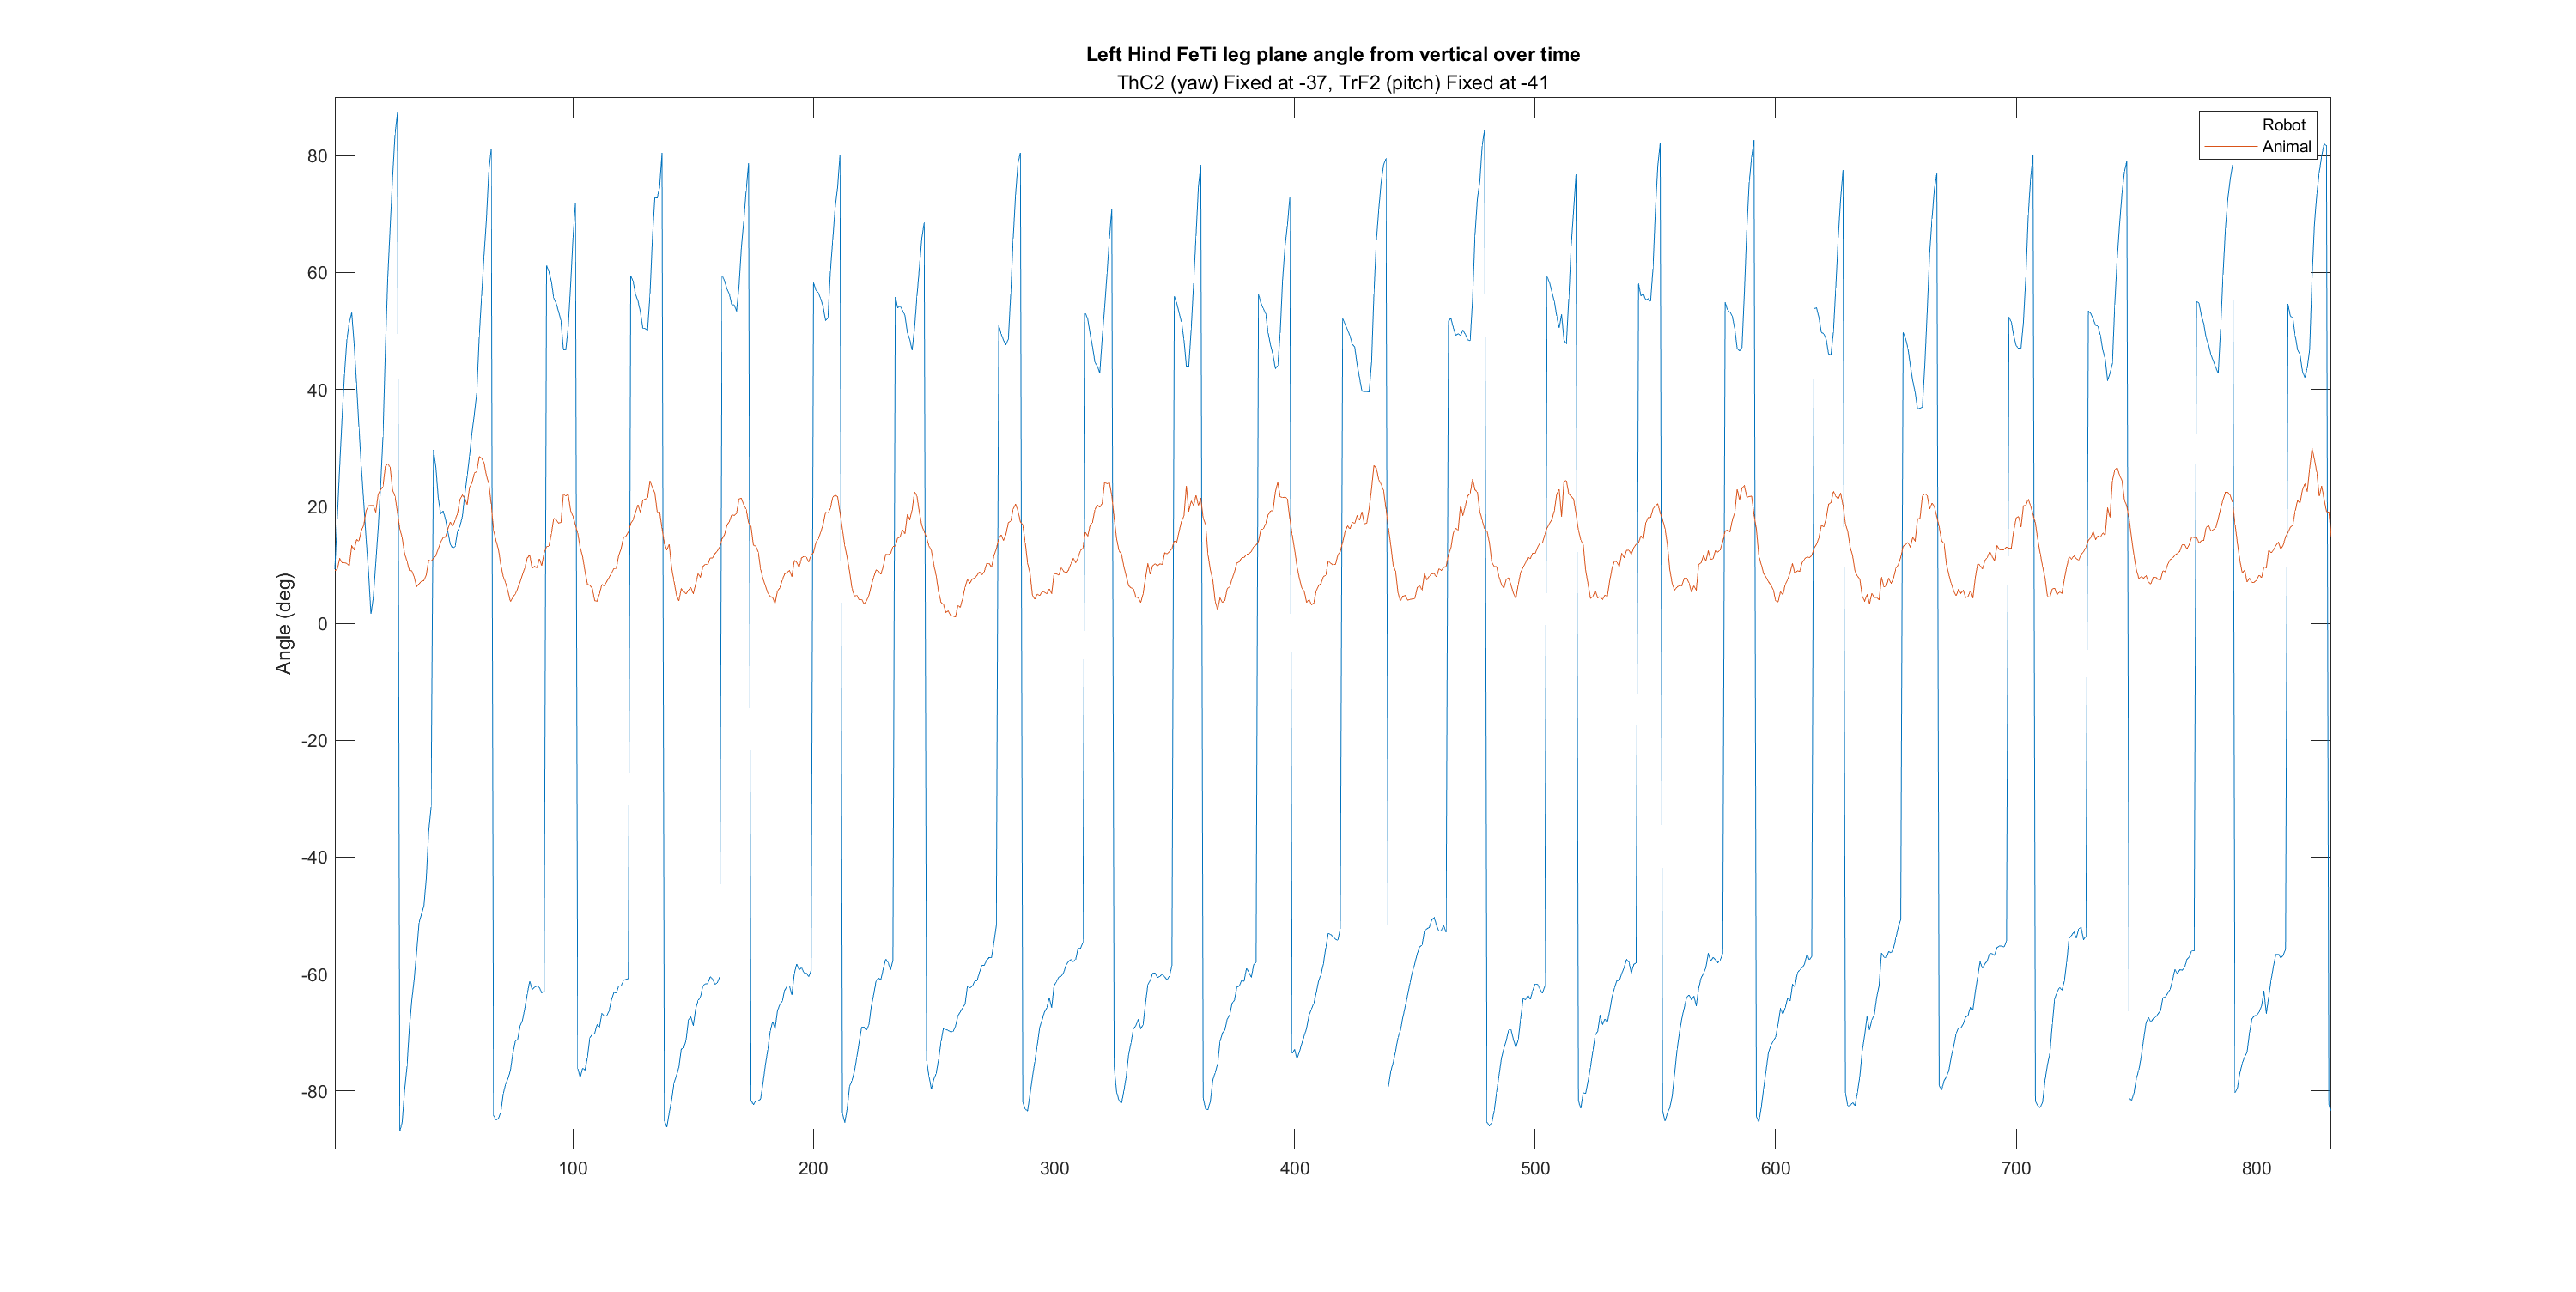 Left Hind FeTi leg plane angle from vertical over time
ThC2 (yaw) Fixed at -37, TrF2 (pitch) Fixed at -41
Robot
Animal
Angle (deg)
80
60
40
20
0
-20
-40
-60
-80
100 200 300 400 500 600 700 800